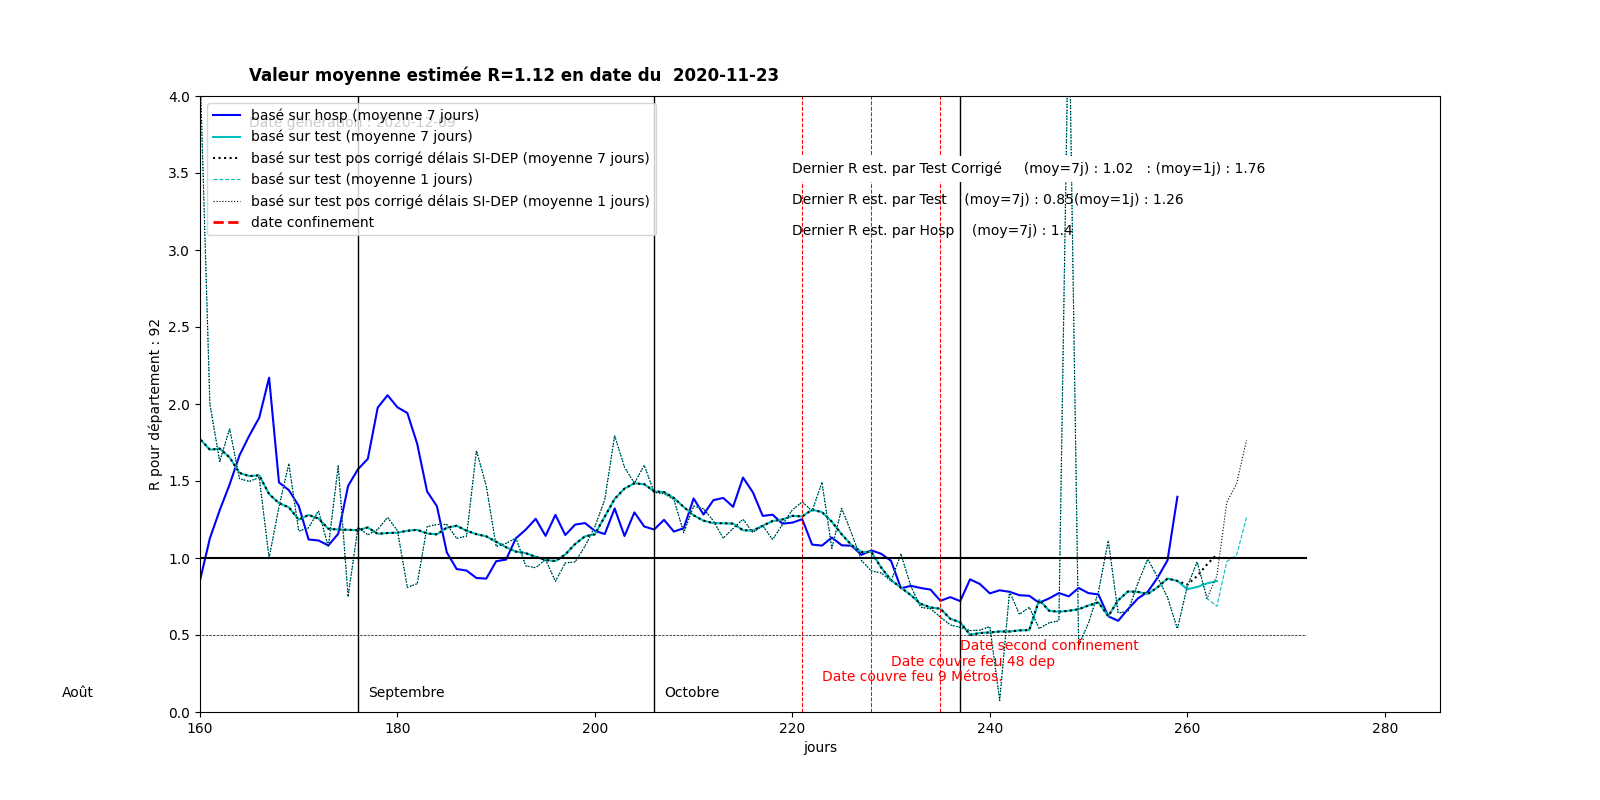 Valeur moyenne estimée R=1.12 en date du  2020-11-23
4.0
3.5
3.0
2.5
2.0
1.5
1.0
0.5
0.0
R pour département : 92
basé sur hosp (moyenne 7 jours)
Date génération : 2020-12-09
basé sur test (moyenne 7 jours)
basé sur test pos corrigé délais SI-DEP (moyenne 7 jours)
basé sur test (moyenne 1 jours)
basé sur test pos corrigé délais SI-DEP (moyenne 1 jours)
date confinement
Dernier R est. par Test Corrigé     (moy=7j) : 1.02   : (moy=1j) : 1.76
Dernier R est. par Test    (moy=7j) : 0.85(moy=1j) : 1.26
Dernier R est. par Hosp    (moy=7j) : 1.4
Date second confinement
Date couvre feu 48 dep
Date couvre feu 9 Métros.
Août
Septembre
Octobre
160
180
200
220
240
260
280
jours